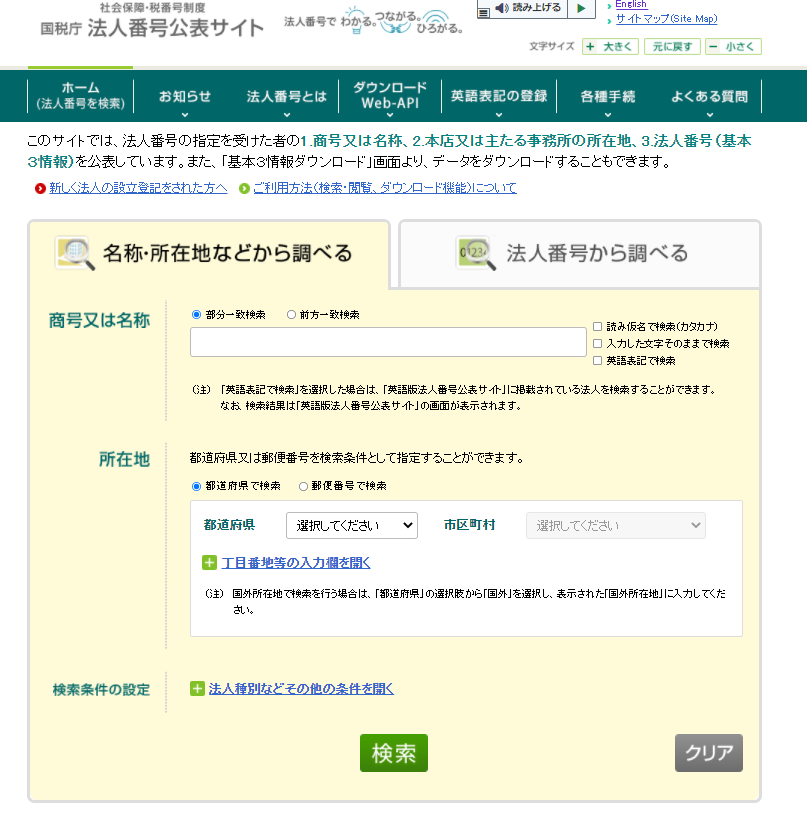 社会保障・税番号制度
国税庁 法人番号公表サイト
法人番号で わかる。つながる。ひろがる。
読み上げる
English
サイトマップ(Site Map)
文字サイズ + 大きく 元に戻す − 小さく
ホーム
(法人番号を検索)
お知らせ
法人番号とは
ダウンロード
Web-API
英語表記の登録
各種手続
よくある質問
このサイトでは、法人番号の指定を受けた者の1.商号又は名称、2.本店又は主たる事務所の所在地、3.法人番号(基本
3情報)を公表しています。また、「基本3情報ダウンロード」画面より、データをダウンロードすることもできます。
新しく法人の設立登記をされた方へ ご利用方法(検索・閲覧、ダウンロード機能)について
名称・所在地などから調べる
0123 法人番号から調べる
商号又は名称
部分一致検索 前方一致検索
読み仮名で検索(カタカナ)
入力した文字そのままで検索
英語表記で検索
(注) 「英語表記で検索」を選択した場合は、「英語版法人番号公表サイト」に掲載されている法人を検索することができます。
なお、検索結果は「英語版法人番号公表サイト」の画面が表示されます。
所在地
都道府県又は郵便番号を検索条件として指定することができます。
都道府県で検索 郵便番号で検索
都道府県 選択してください 市区町村 選択してください
丁目番地等の入力欄を開く
(注) 国外所在地で検索を行う場合は、「都道府県」の選択肢から「国外」を選択し、表示された「国外所在地」に入力してくだ
さい。
検索条件の設定
法人種別などその他の条件を開く
検索
クリア